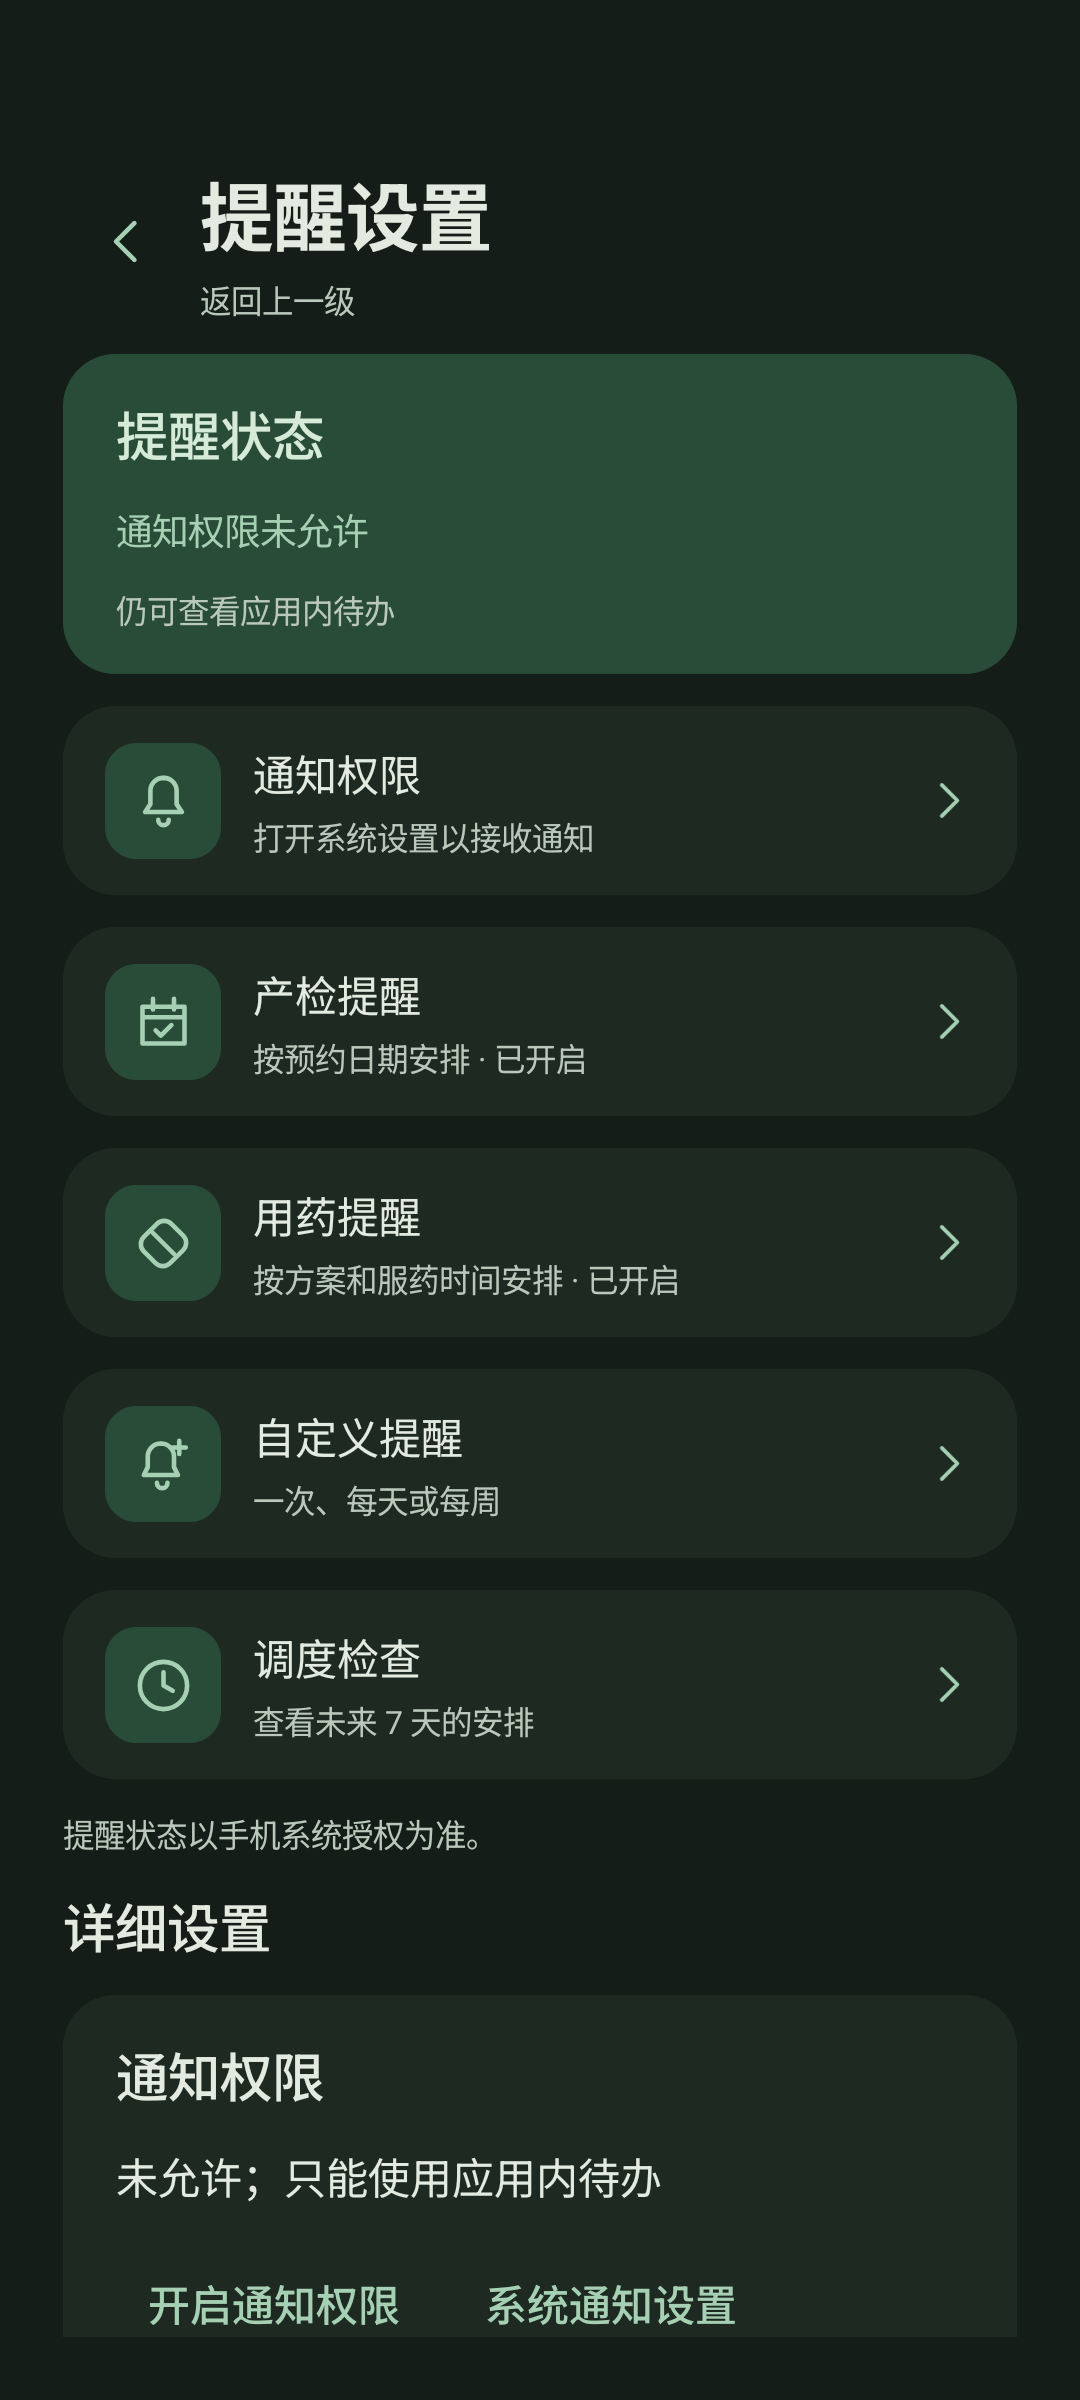 提醒设置
返回上一级
提醒状态
通知权限未允许
仍可查看应用内待办
通知权限
打开系统设置以接收通知
产检提醒
按预约日期安排 · 已开启
用药提醒
按方案和服药时间安排 · 已开启
自定义提醒
一次、每天或每周
调度检查
查看未来 7 天的安排
提醒状态以手机系统授权为准。
详细设置
通知权限
未允许；只能使用应用内待办
开启通知权限 系统通知设置